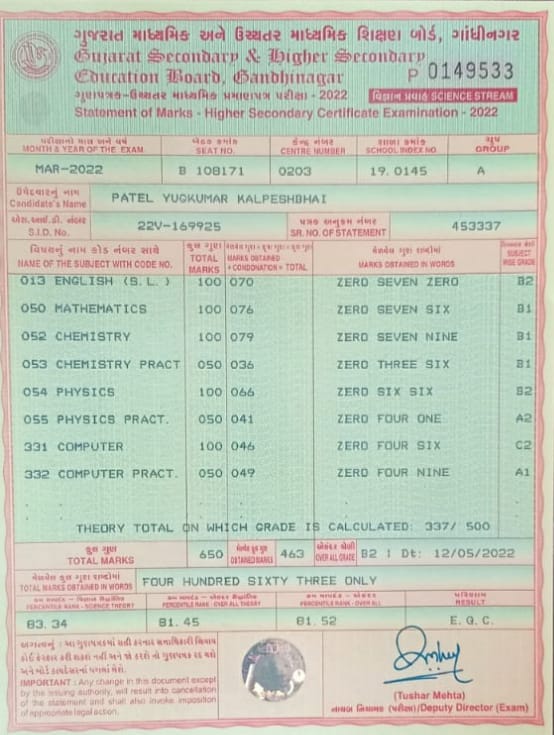 ગુજરાત માધ્યમિક અને ઉચ્ચતર માધ્યમિક શિક્ષણ બોર્ડ, ગાંધીનગર
Gujarat Secondary & Higher Secondary
Education Board, Gandhinagar
P 0149533
ગુણપત્રક-ઉચ્ચતર માધ્યમિક પ્રમાણપત્ર પરીક્ષા - 2022 વિજ્ઞાન પ્રવાહ SCIENCE STREAM
Statement of Marks - Higher Secondary Certificate Examination - 2022
પરીક્ષાનો માસ અને વર્ષ બેઠક ક્રમાંક કેન્દ્ર નંબર શાળા ક્રમાંક ગ્રુપ
MONTH & YEAR OF THE EXAM SEAT NO. CENTRE NUMBER SCHOOL INDEX NO. GROUP
MAR-2022 B 108171 0203 19.0145 A
ઉમેદવારનું નામ
Candidate's Name PATEL YUGKUMAR KALPESHBHAI
એસ.આઈ.ડી. નંબર
S.I.D. No. 22V-169925
પત્રક અનુક્રમ નંબર
SR. NO. OF STATEMENT 453337
વિષયનું નામ કોડ નંબર સાથે કુલ ગુણ મેળવેલ ગુણ શબ્દોમાં
NAME OF THE SUBJECT WITH CODE NO. TOTAL MARKS MARKS OBTAINED + CONDONATION = TOTAL MARKS OBTAINED IN WORDS SUBJECT WISE GRADE
013 ENGLISH (S.L.) 100 070 ZERO SEVEN ZERO B2
050 MATHEMATICS 100 076 ZERO SEVEN SIX B1
052 CHEMISTRY 100 079 ZERO SEVEN NINE B1
053 CHEMISTRY PRACT 050 036 ZERO THREE SIX B1
054 PHYSICS 100 066 ZERO SIX SIX B2
055 PHYSICS PRACT. 050 041 ZERO FOUR ONE A2
331 COMPUTER 100 046 ZERO FOUR SIX C2
332 COMPUTER PRACT. 050 049 ZERO FOUR NINE A1
THEORY TOTAL ON WHICH GRADE IS CALCULATED: 337/ 500
કુલ ગુણ
TOTAL MARKS 650 મેળવેલ કુલ ગુણ OBTAINED MARKS 463 OVER ALL GRADE B2 | Dt: 12/05/2022
મેળવેલ કુલ ગુણ શબ્દોમાં
TOTAL MARKS OBTAINED IN WORDS FOUR HUNDRED SIXTY THREE ONLY
પરિણામ
PERCENTILE RANK - SCIENCE THEORY PERCENTILE RANK - OVER ALL THEORY PERCENTILE RANK - OVER ALL RESULT
83.34 81.45 81.52 E.Q.C.
અગત્યનું : આ ગુણપત્રકમાં સહી કરનાર સત્તાધિકારી સિવાય
કોઈ ફેરફાર કરી શકશે નહીં અને જો કરશે તો ગુણપત્રક રદ થશે
અને બોર્ડ કાયદેસરનાં પગલાં લેશે.
IMPORTANT : Any change in this document except
by the issuing authority, will result into cancellation
of the statement and shall also invoke imposition
of appropriate legal action.
(Tushar Mehta)
નાયબ નિયામક (પરીક્ષા)/Deputy Director (Exam)